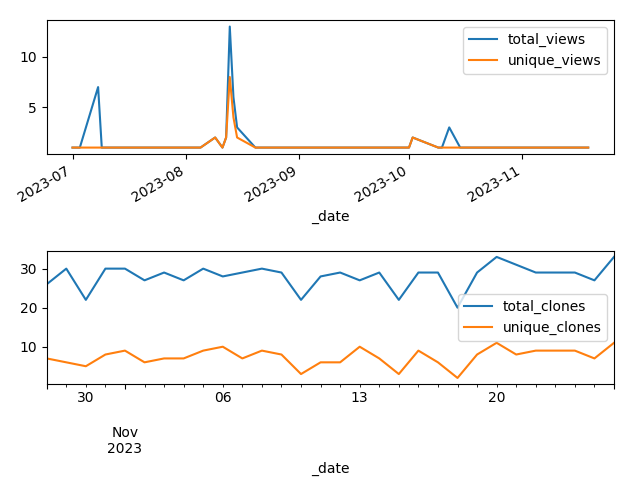 total_views
unique_views
10
5
2023-07
2023-08
2023-09
2023-10
2023-11
_date
30
20
10
total_clones
unique_clones
30
06
13
20
Nov
2023
_date